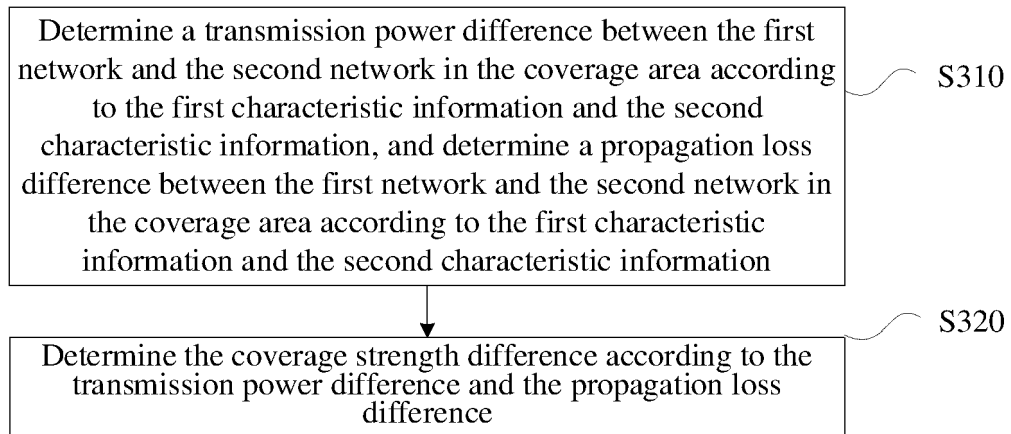 Determine a transmission power difference between the first
network and the second network in the coverage area according
to the first characteristic information and the second
characteristic information, and determine a propagation loss
difference between the first network and the second network in
the coverage area according to the first characteristic
information and the second characteristic information
S310
S320
Determine the coverage strength difference according to the
transmission power difference and the propagation loss
difference